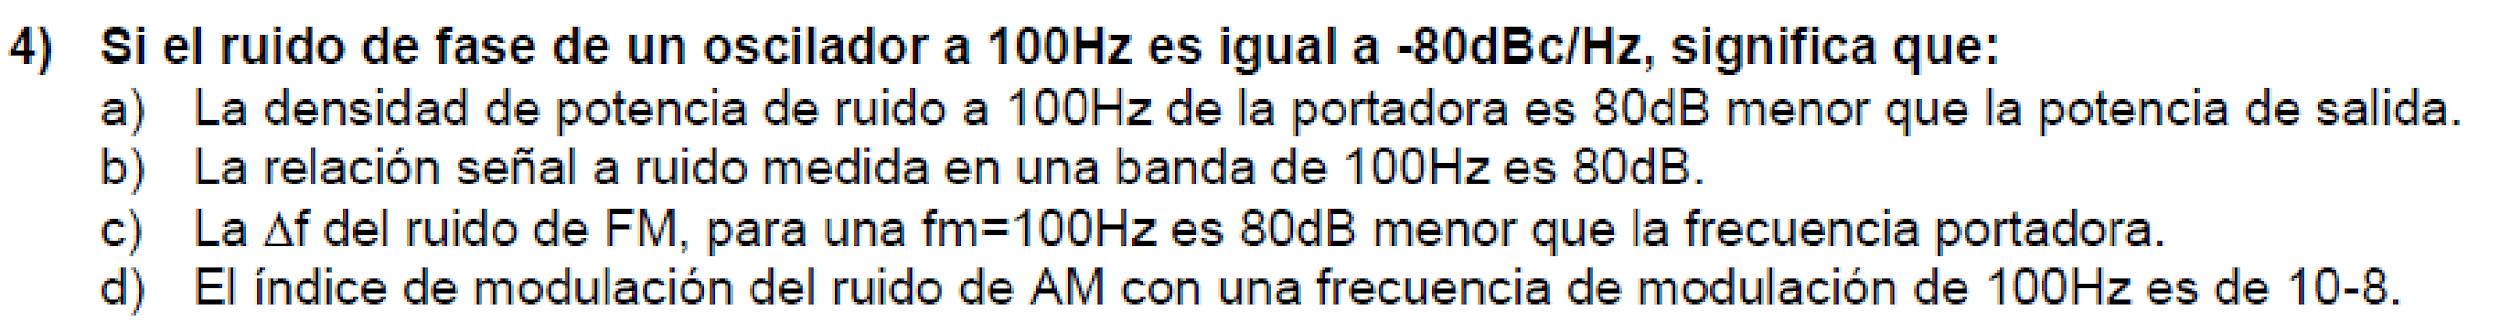 4) Si el ruido de fase de un oscilador a 100Hz es igual a -80dBc/Hz, significa que:
a) La densidad de potencia de ruido a 100Hz de la portadora es 80dB menor que la potencia de salida.
b) La relación señal a ruido medida en una banda de 100Hz es 80dB.
c) La Δf del ruido de FM, para una fm=100Hz es 80dB menor que la frecuencia portadora.
d) El índice de modulación del ruido de AM con una frecuencia de modulación de 100Hz es de 10-8.